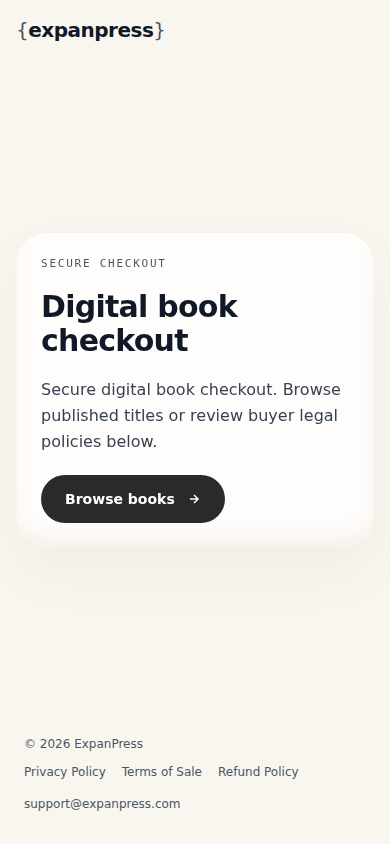 {expanpress}
SECURE CHECKOUT
Digital book
checkout
Secure digital book checkout. Browse
published titles or review buyer legal
policies below.
Browse books →
© 2026 ExpanPress
Privacy Policy Terms of Sale Refund Policy
support@expanpress.com